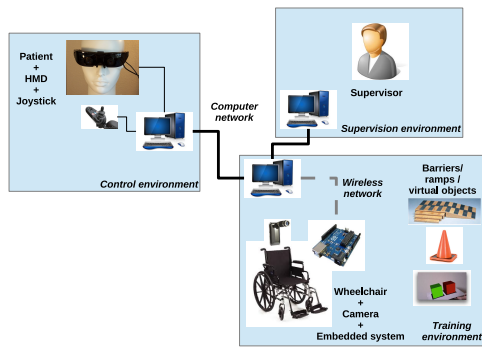 Patient
+
HMD
+
Joystick
Control environment
Computer
network
Supervisor
Supervision environment
Wireless
network
Barriers/
ramps /
virtual objects
Wheelchair
+
Camera
+
Embedded system
Training
environment